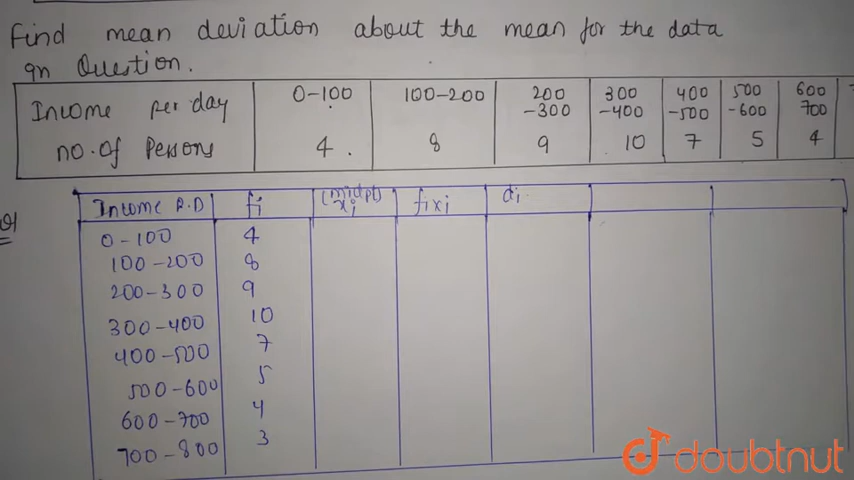 Find mean deviation about the mean for the data
in Question.
Income per day 0-100 100-200 200-300 300-400 400-500 500-600 600 700
no. of Persons 4 8 9 10 7 5 4
Income P.D fi (midpt) xi fixi di
0-100 4
100-200 8
200-300 9
300-400 10
400-500 7
500-600 5
600-700 4
700-800 3
doubtnut